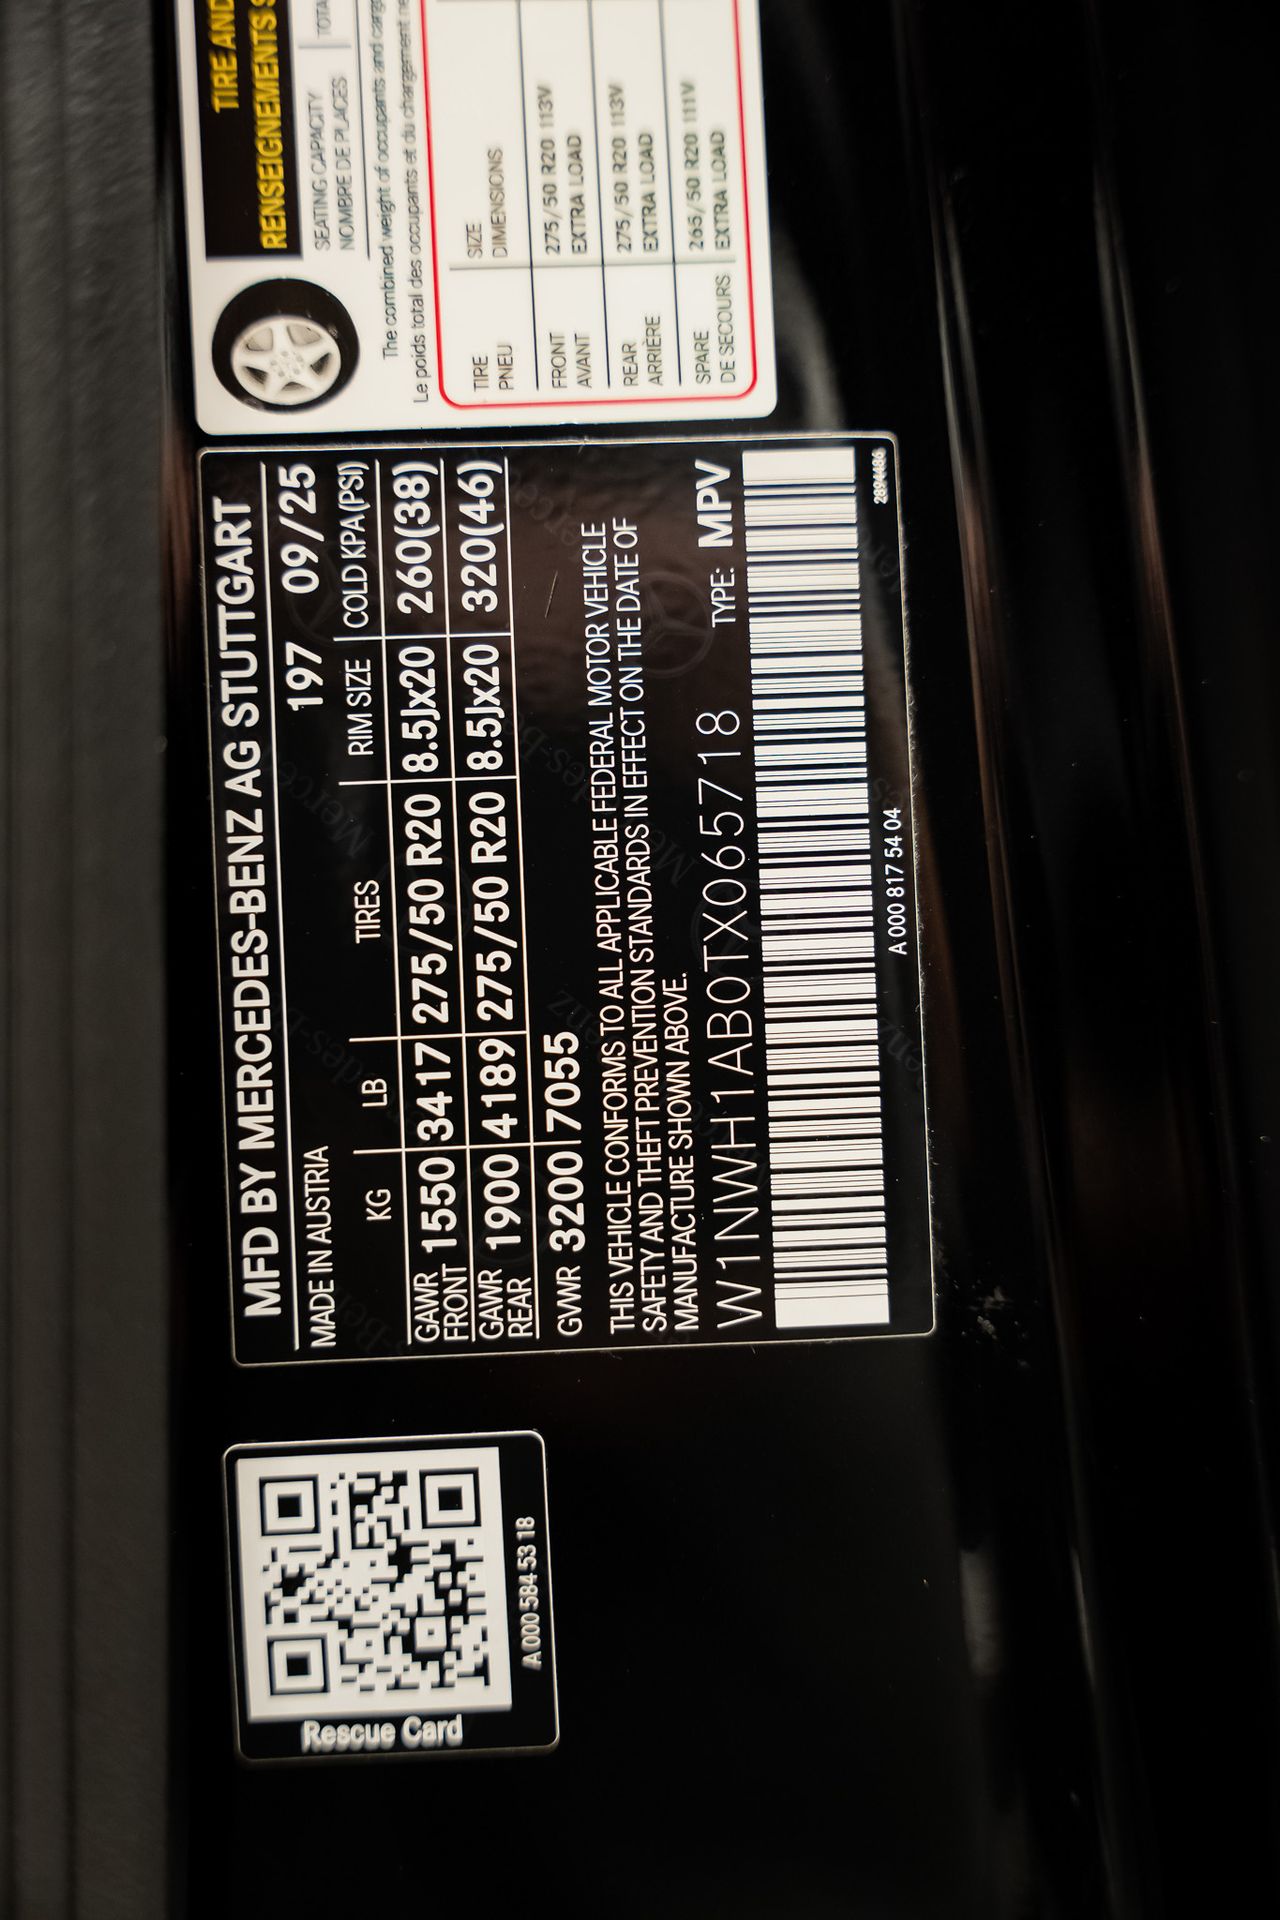 TIRE AND
RENSEIGNEMENTS S
SEATING CAPACITY
NOMBRE DE PLACES
TOTA
The combined weight of occupants and cargo
Le poids total des occupants et du chargement ne
TIRE
PNEU
SIZE
DIMENSIONS
FRONT
AVANT
275/50 R20 113V
EXTRA LOAD
REAR
ARRIÈRE
275/50 R20 113V
EXTRA LOAD
SPARE
DE SECOURS
265/50 R20 111V
EXTRA LOAD
MFD BY MERCEDES-BENZ AG STUTTGART
MADE IN AUSTRIA 197 09/25
KG LB TIRES RIM SIZE COLD KPA(PSI)
GAWR
FRONT 1550 3417 275/50 R20 8.5Jx20 260(38)
GAWR
REAR 1900 4189 275/50 R20 8.5Jx20 320(46)
GVWR 3200 7055
THIS VEHICLE CONFORMS TO ALL APPLICABLE FEDERAL MOTOR VEHICLE
SAFETY AND THEFT PREVENTION STANDARDS IN EFFECT ON THE DATE OF
MANUFACTURE SHOWN ABOVE.
W1NWH1AB0TX065718 TYPE: MPV
A 000 817 54 04
2894486
Rescue Card
A 000 584 53 18